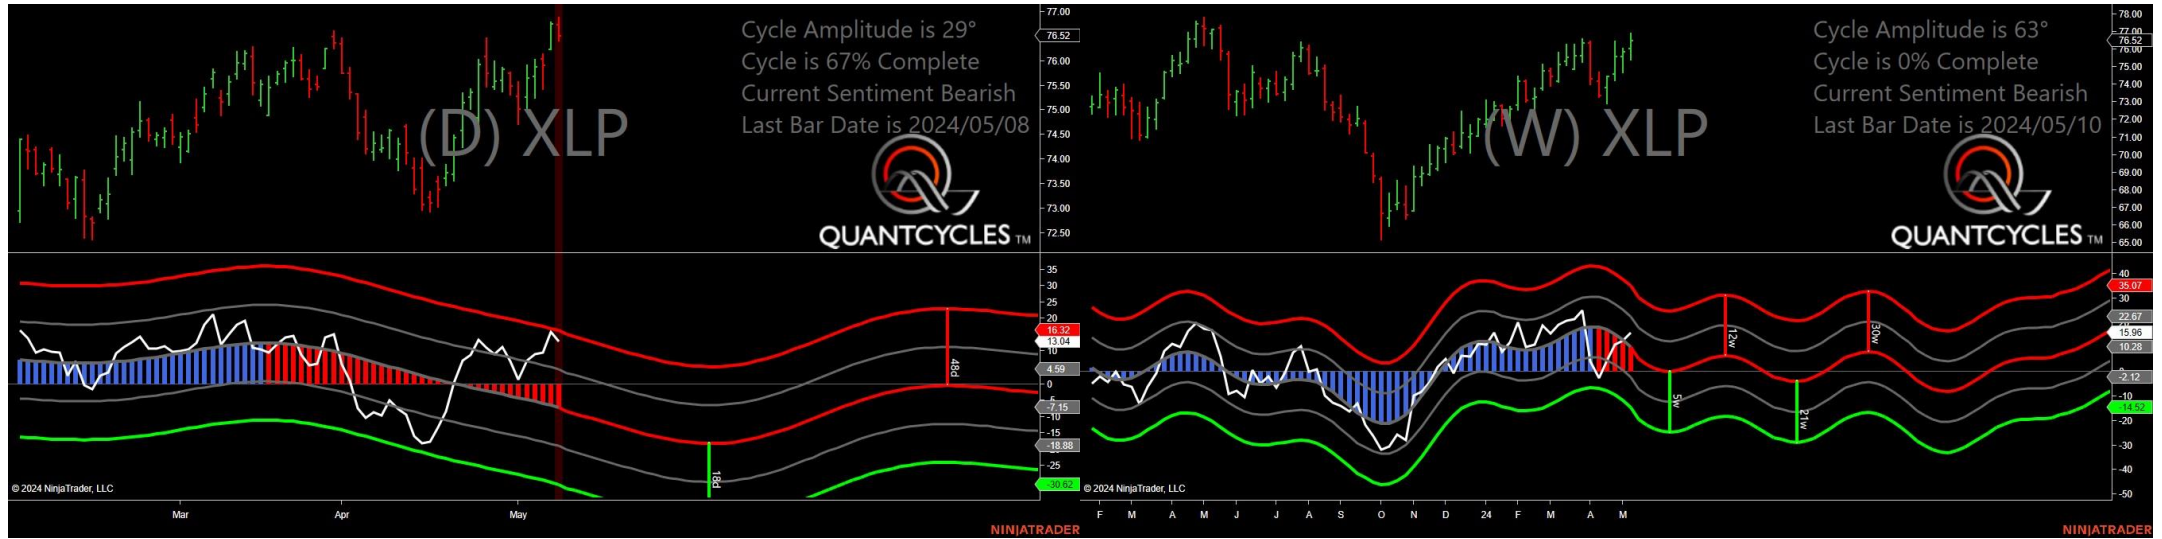 Cycle Amplitude is 29°
Cycle is 67% Complete
Current Sentiment Bearish
Last Bar Date is 2024/05/08
(D) XLP
QUANTCYCLES TM
77.00
76.52
76.00
75.50
75.00
74.50
74.00
73.50
73.00
72.50
35
30
25
20
16.32
13.04
10
4.59
0
-7.15
-10
-15
-18.88
-25
-30.62
48d
18d
© 2024 NinjaTrader, LLC
Mar
Apr
May
NINJATRADER
Cycle Amplitude is 63°
Cycle is 0% Complete
Current Sentiment Bearish
Last Bar Date is 2024/05/10
(W) XLP
QUANTCYCLES TM
78.00
77.00
76.52
76.00
75.00
74.00
73.00
72.00
71.00
70.00
69.00
68.00
67.00
66.00
65.00
40
35.07
30
22.67
15.96
10.28
-2.12
-10
-14.52
-20
-30
-40
-50
12w
30w
5w
21w
© 2024 NinjaTrader, LLC
F M A M J J A S O N D 24 F M A M
NINJATRADER